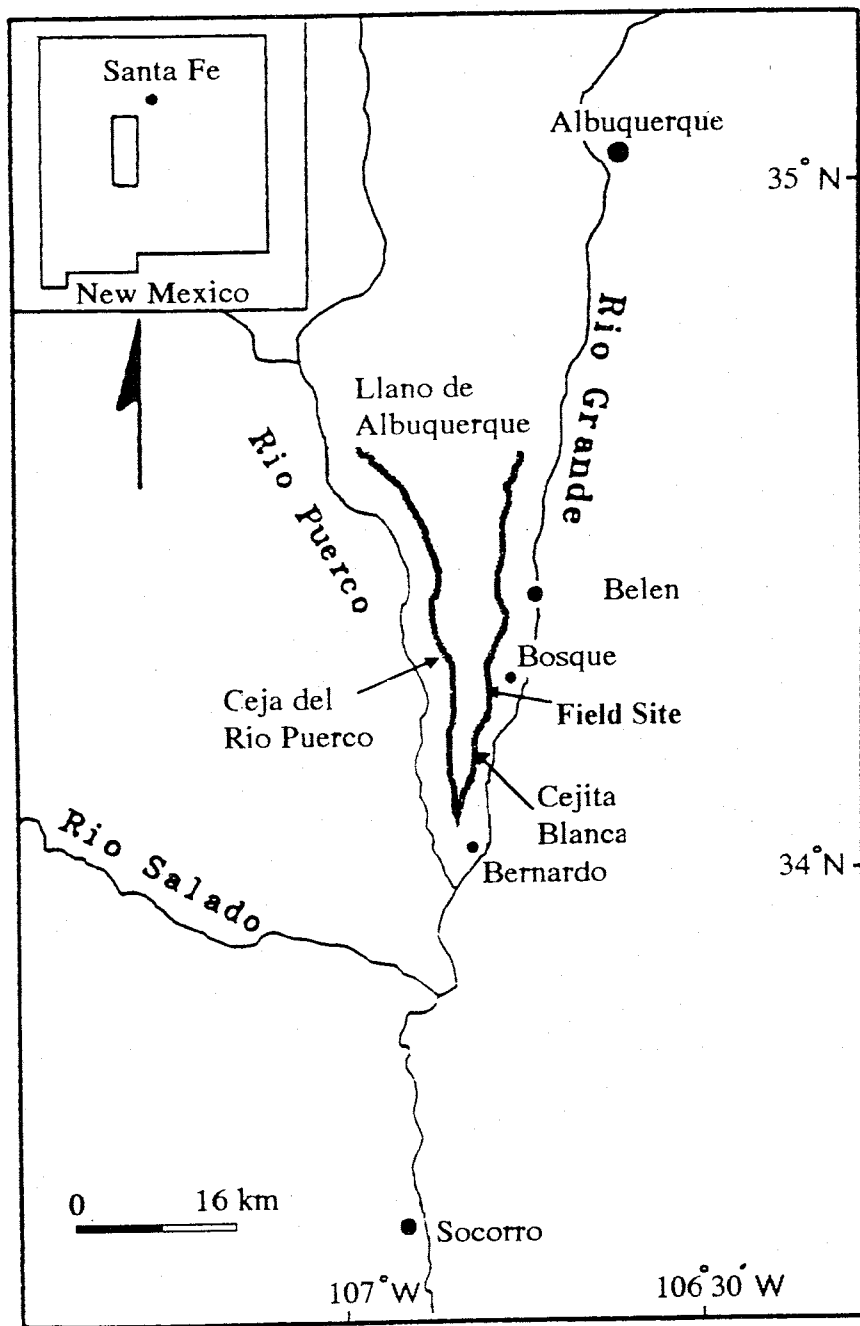 Santa Fe
New Mexico
Albuquerque
35° N
Rio Grande
Llano de
Albuquerque
Rio Puerco
Belen
Bosque
Ceja del
Rio Puerco
Field Site
Cejita
Blanca
Rio Salado
34° N
Bernardo
0 16 km
Socorro
107° W
106° 30' W